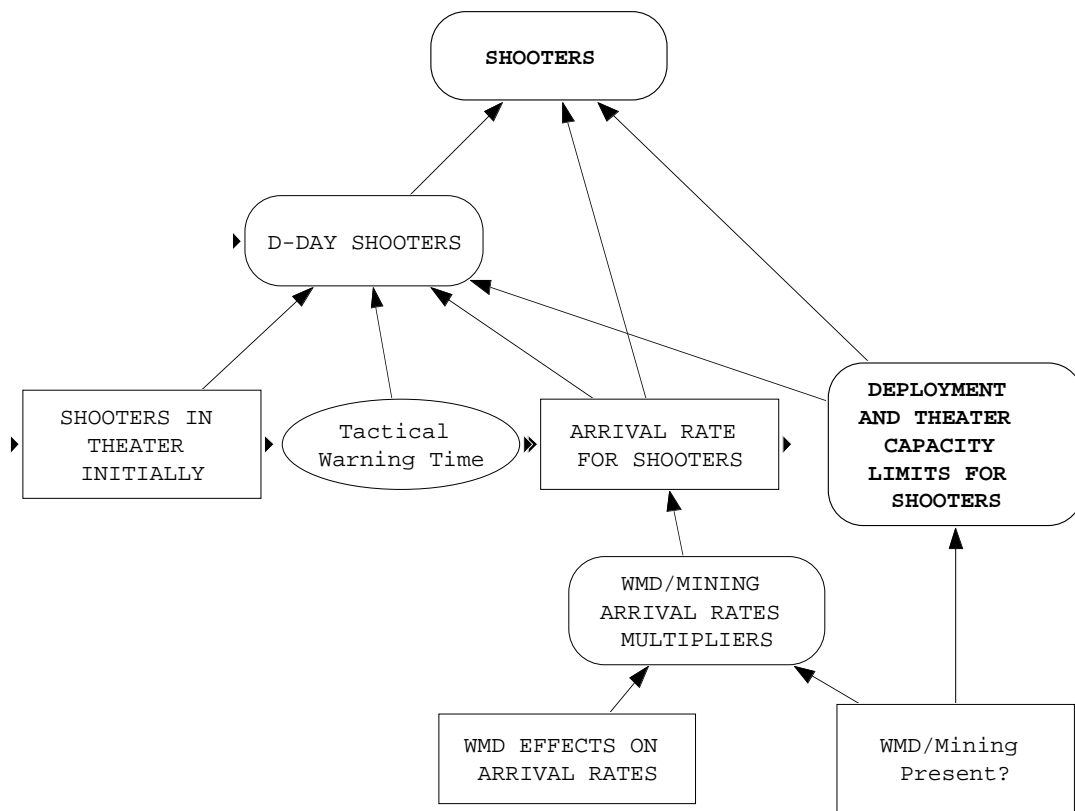 SHOOTERS
D-DAY SHOOTERS
SHOOTERS IN
THEATER
INITIALLY
Tactical
Warning Time
ARRIVAL RATE
FOR SHOOTERS
DEPLOYMENT
AND THEATER
CAPACITY
LIMITS FOR
SHOOTERS
WMD/MINING
ARRIVAL RATES
MULTIPLIERS
WMD EFFECTS ON
ARRIVAL RATES
WMD/Mining
Present?